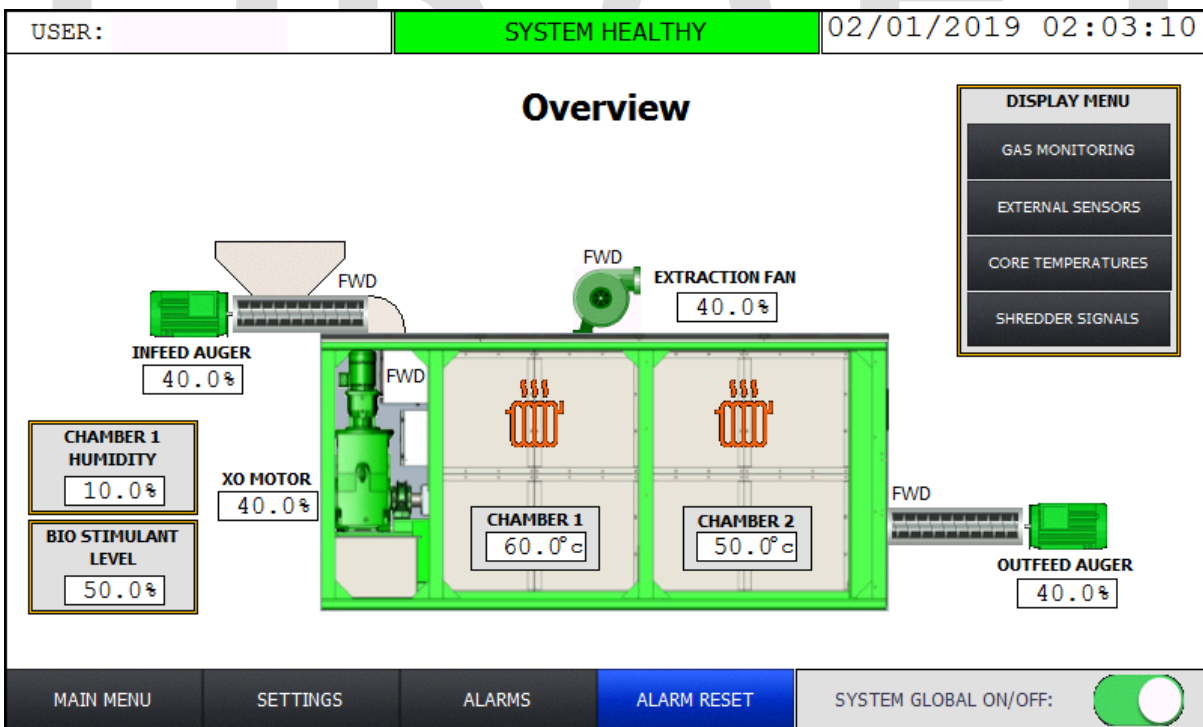 USER:
SYSTEM HEALTHY
02/01/2019 02:03:10
Overview
DISPLAY MENU
GAS MONITORING
EXTERNAL SENSORS
CORE TEMPERATURES
SHREDDER SIGNALS
FWD
FWD
EXTRACTION FAN
40.0%
INFEED AUGER
40.0%
FWD
CHAMBER 1
HUMIDITY
10.0%
XO MOTOR
40.0%
BIO STIMULANT
LEVEL
50.0%
CHAMBER 1
60.0°c
CHAMBER 2
50.0°c
FWD
OUTFEED AUGER
40.0%
MAIN MENU
SETTINGS
ALARMS
ALARM RESET
SYSTEM GLOBAL ON/OFF: